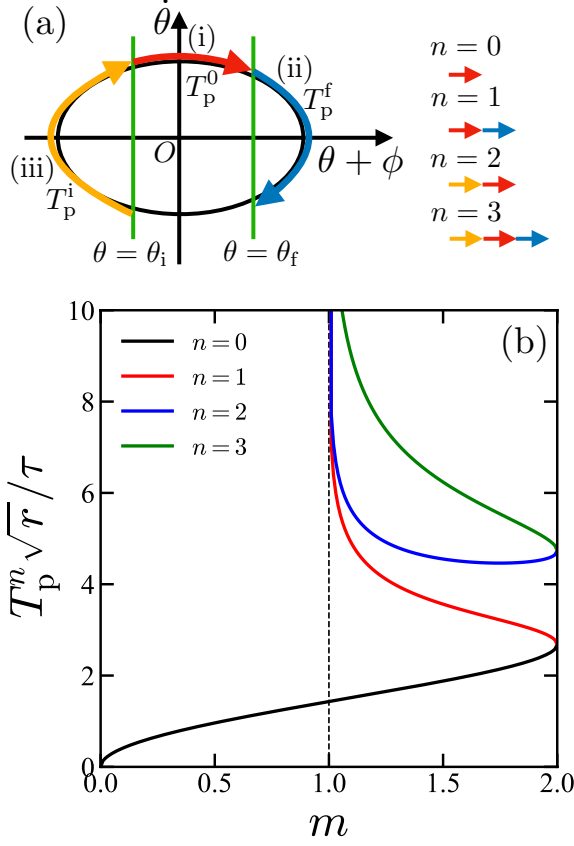 (a)
θ̇
(i)
(ii)
T_p^0
T_p^f
O
θ + ϕ
(iii)
T_p^i
θ = θ_i
θ = θ_f
n = 0
n = 1
n = 2
n = 3
(b)
n = 0
n = 1
n = 2
n = 3
T_p^n √r / τ
10
8
6
4
2
0
0.0
0.5
1.0
1.5
2.0
m